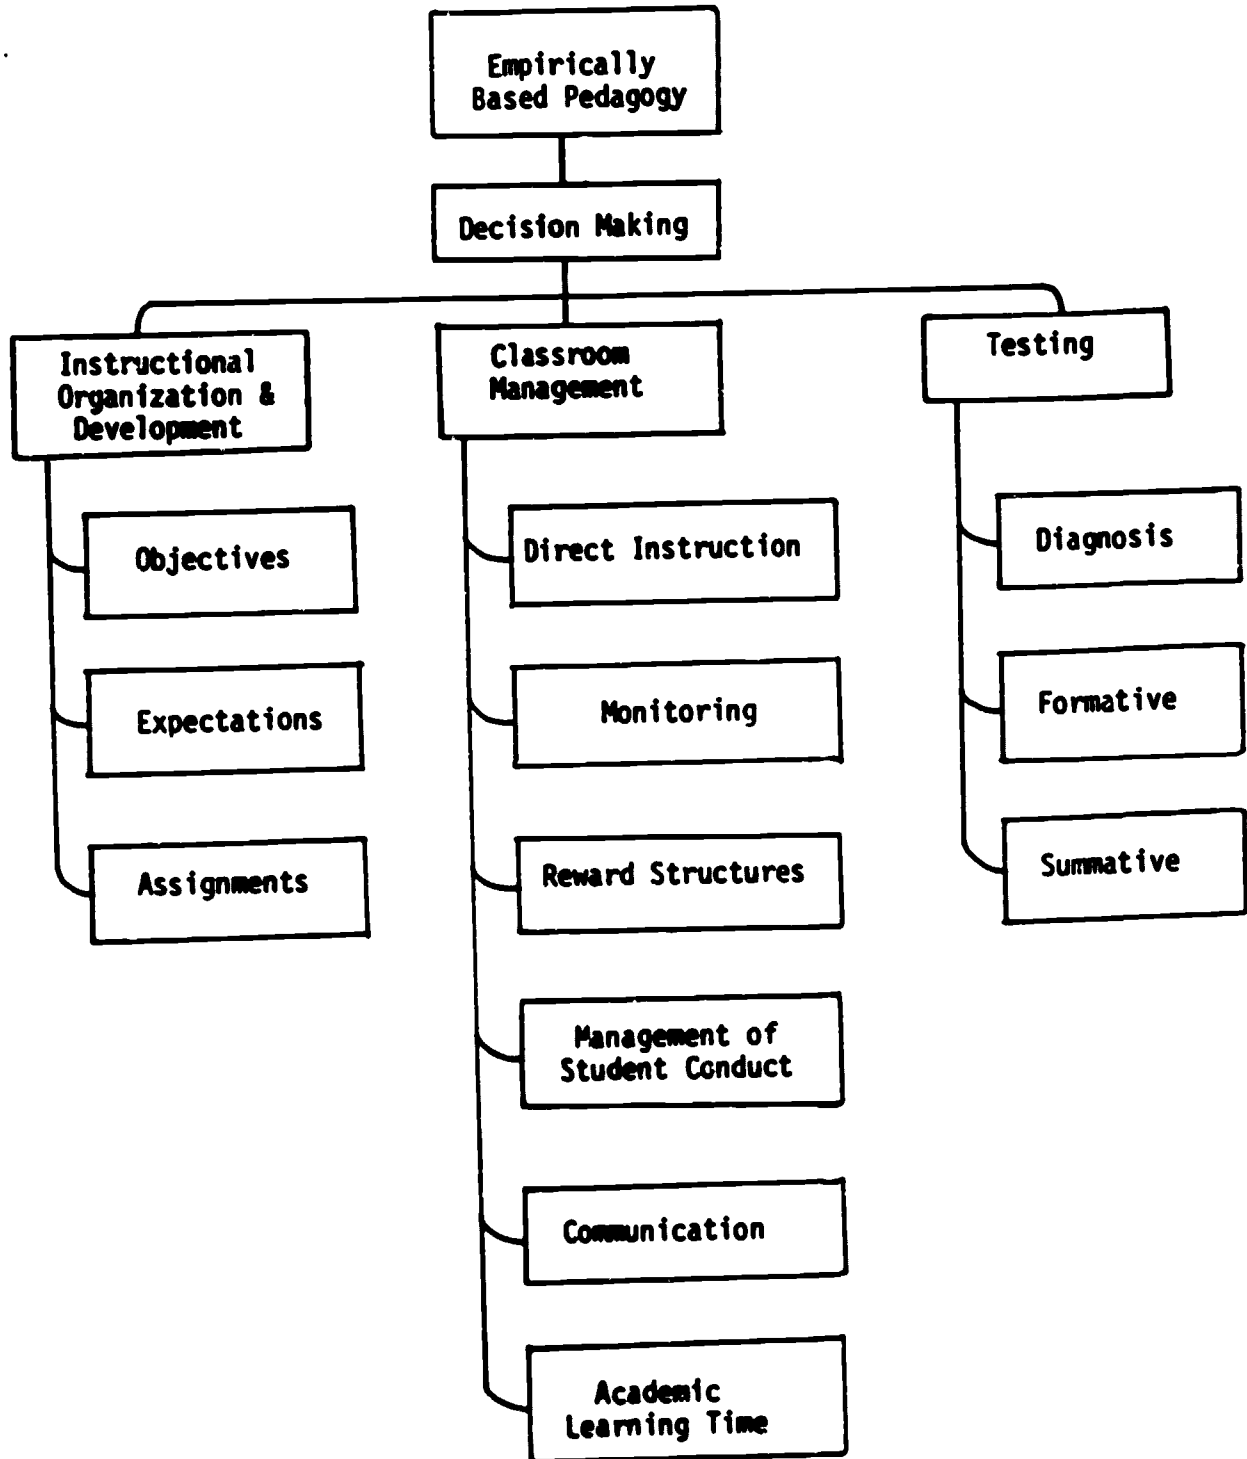 Empirically
Based Pedagogy
Decision Making
Instructional
Organization &
Development
Objectives
Expectations
Assignments
Classroom
Management
Direct Instruction
Monitoring
Reward Structures
Management of
Student Conduct
Communication
Academic
Learning Time
Testing
Diagnosis
Formative
Summative